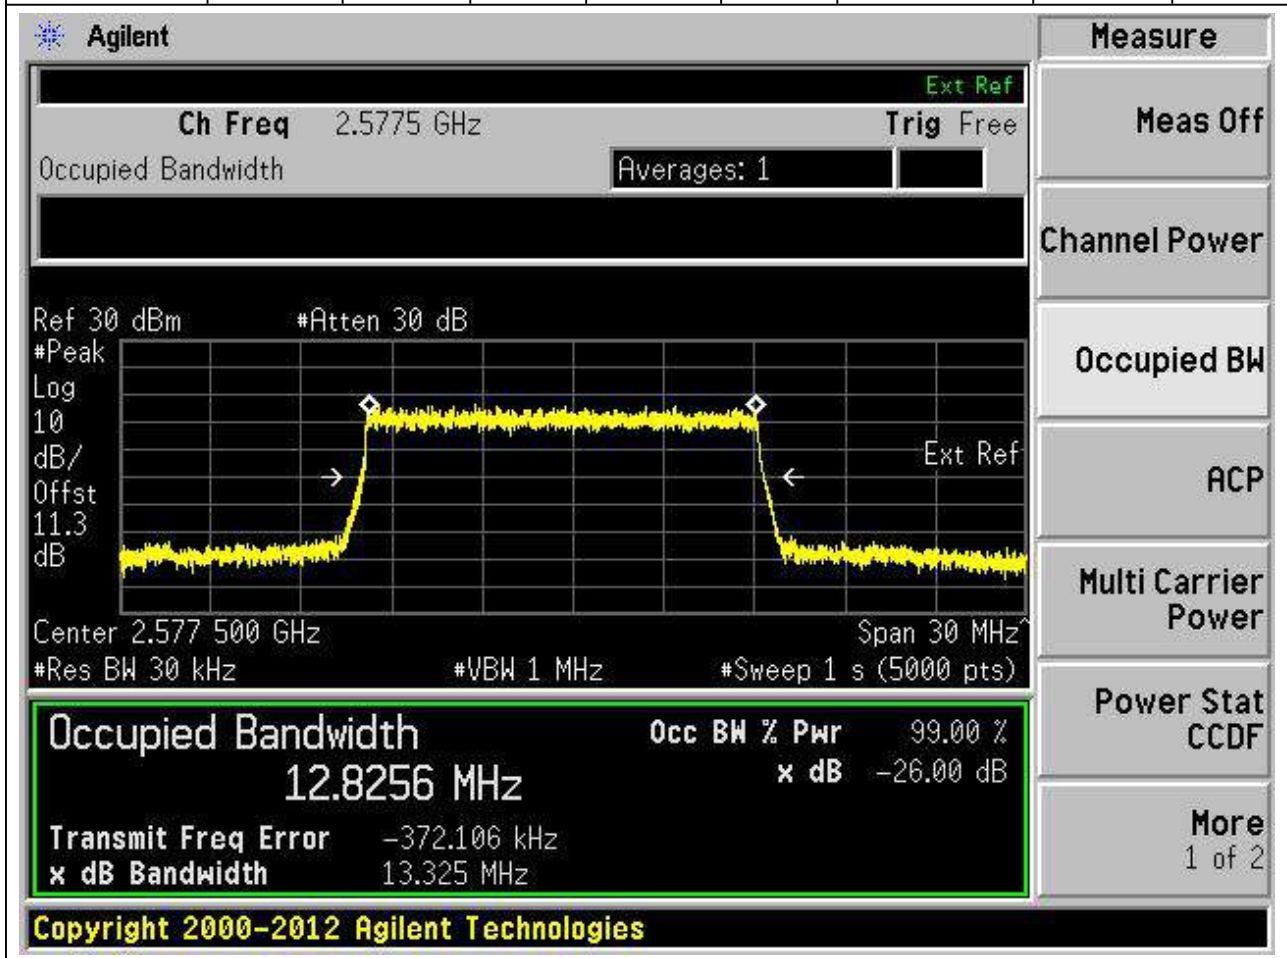 Agilent
Measure
Ext Ref
Ch Freq 2.5775 GHz Trig Free
Meas Off
Occupied Bandwidth Averages: 1
Channel Power
Ref 30 dBm #Atten 30 dB
#Peak
Log
10
dB/
Offst
11.3
dB
Ext Ref
Occupied BW
ACP
Center 2.577 500 GHz Span 30 MHz^
#Res BW 30 kHz #VBW 1 MHz #Sweep 1 s (5000 pts)
Multi Carrier
Power
Occupied Bandwidth Occ BW % Pwr 99.00 %
12.8256 MHz x dB -26.00 dB
Power Stat
CCDF
Transmit Freq Error -372.106 kHz
x dB Bandwidth 13.325 MHz
More
1 of 2
Copyright 2000-2012 Agilent Technologies